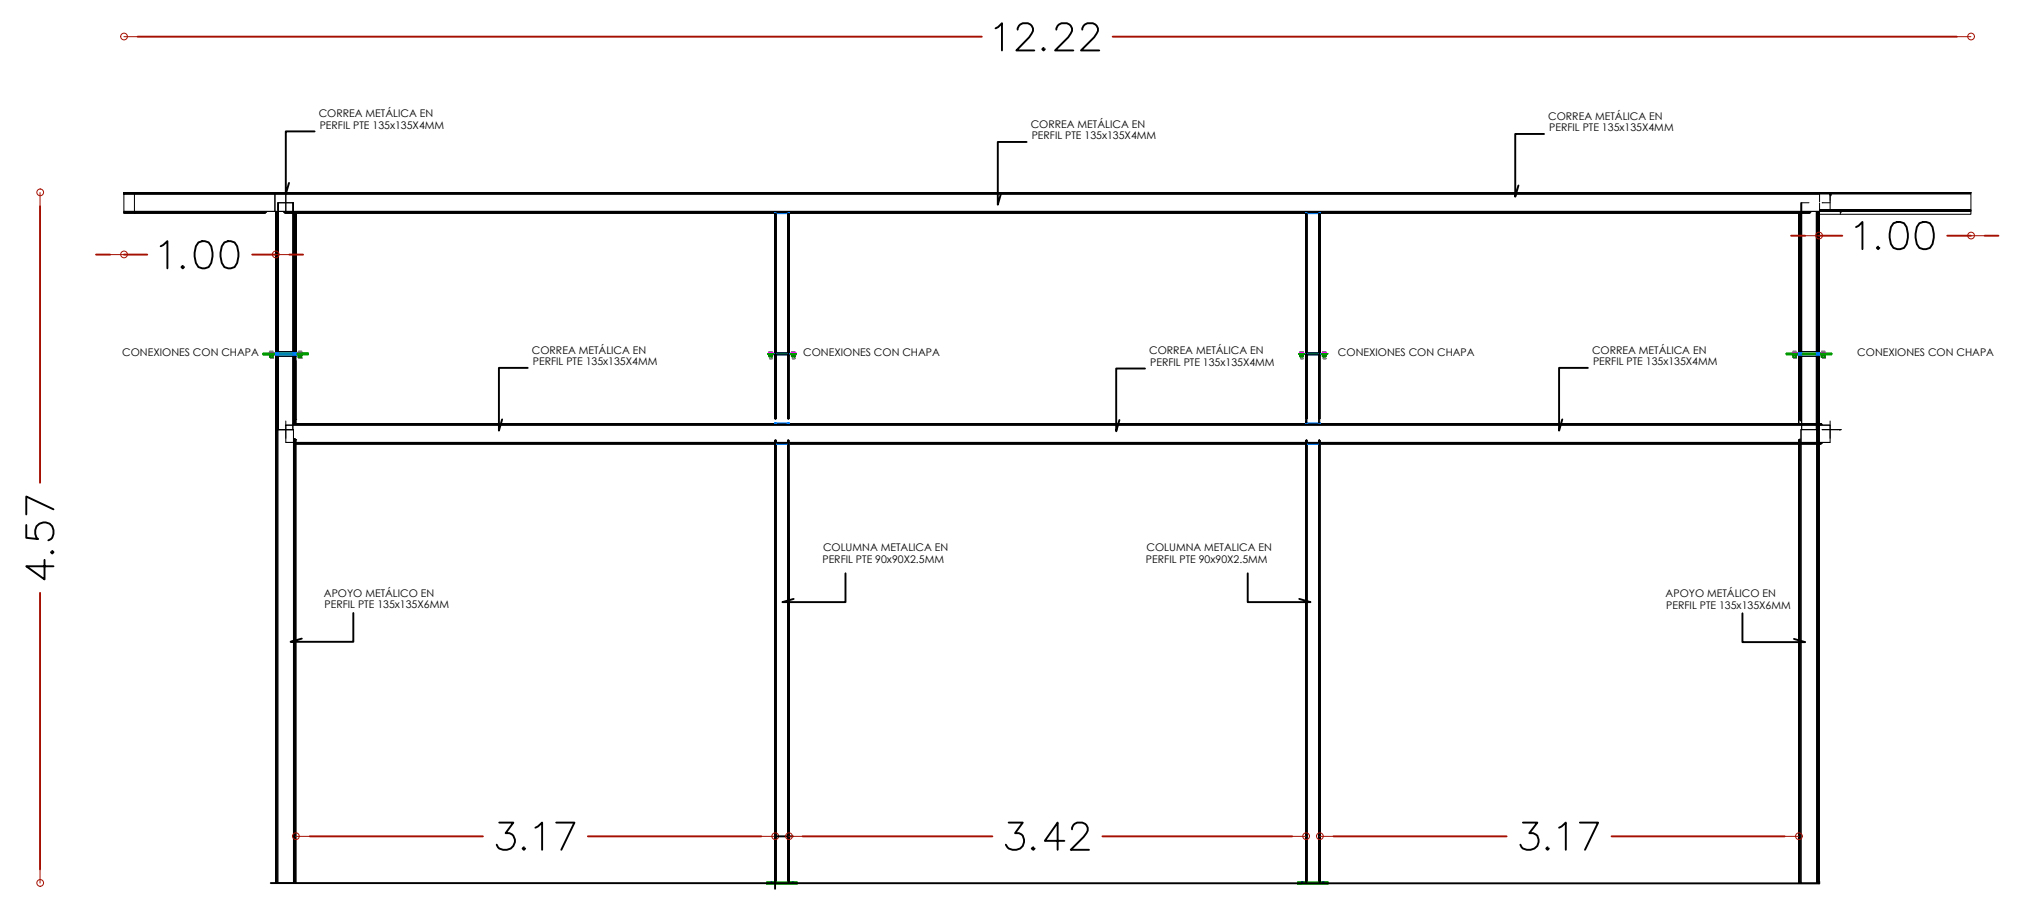 12.22
CORREA METÁLICA EN
PERFIL PTE 135x135X4MM
CORREA METÁLICA EN
PERFIL PTE 135x135X4MM
CORREA METÁLICA EN
PERFIL PTE 135x135X4MM
1.00
1.00
CONEXIONES CON CHAPA
CORREA METÁLICA EN
PERFIL PTE 135x135X4MM
CONEXIONES CON CHAPA
CORREA METÁLICA EN
PERFIL PTE 135x135X4MM
CONEXIONES CON CHAPA
CORREA METÁLICA EN
PERFIL PTE 135x135X4MM
CONEXIONES CON CHAPA
4.57
COLUMNA METALICA EN
PERFIL PTE 90x90X2.5MM
COLUMNA METALICA EN
PERFIL PTE 90x90X2.5MM
APOYO METÁLICO EN
PERFIL PTE 135x135X6MM
APOYO METÁLICO EN
PERFIL PTE 135x135X6MM
3.17
3.42
3.17